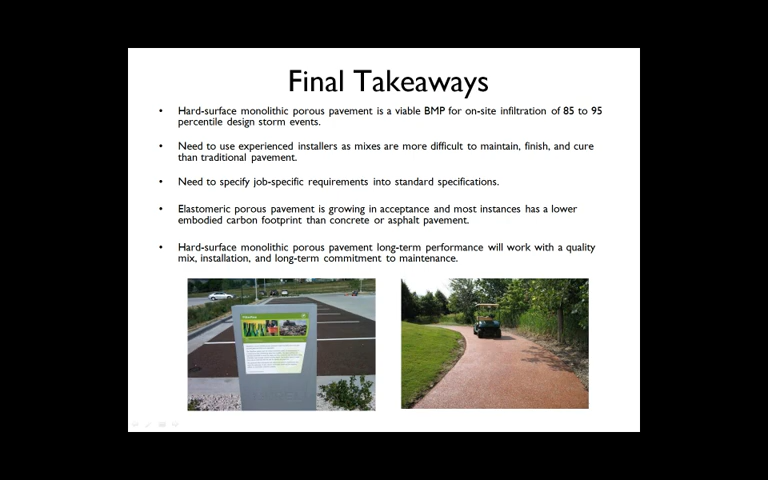 Final Takeaways
• Hard-surface monolithic porous pavement is a viable BMP for on-site infiltration of 85 to 95
percentile design storm events.
• Need to use experienced installers as mixes are more difficult to maintain, finish, and cure
than traditional pavement.
• Need to specify job-specific requirements into standard specifications.
• Elastomeric porous pavement is growing in acceptance and most instances has a lower
embodied carbon footprint than concrete or asphalt pavement.
• Hard-surface monolithic porous pavement long-term performance will work with a quality
mix, installation, and long-term commitment to maintenance.